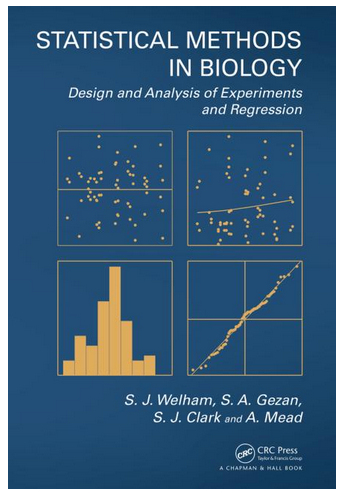 STATISTICAL METHODS
IN BIOLOGY
Design and Analysis of Experiments
and Regression
S. J. Welham, S. A. Gezan,
S. J. Clark and A. Mead
CRC
CRC Press
Taylor & Francis Group
A CHAPMAN & HALL BOOK